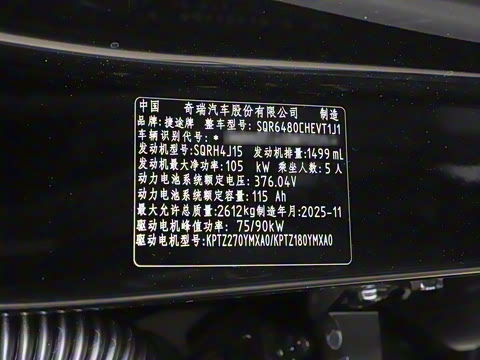 中国 奇瑞汽车股份有限公司 制造
品牌:捷途牌 整车型号:SQR6480CHEVT1J1
车辆识别代号:*
发动机型号:SQRH4J15 发动机排量:1499 mL
发动机最大净功率:105 kW 乘坐人数:5 人
动力电池系统额定电压:376.04V
动力电池系统额定容量:115 Ah
最大允许总质量:2612kg制造年月:2025-11
驱动电机峰值功率: 75/90kW
驱动电机型号:KPTZ270YMXA0/KPTZ180YMXA0